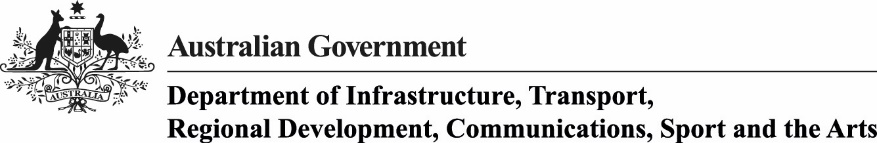 Australian Government
AUSTRALIA
Department of Infrastructure, Transport,
Regional Development, Communications, Sport and the Arts